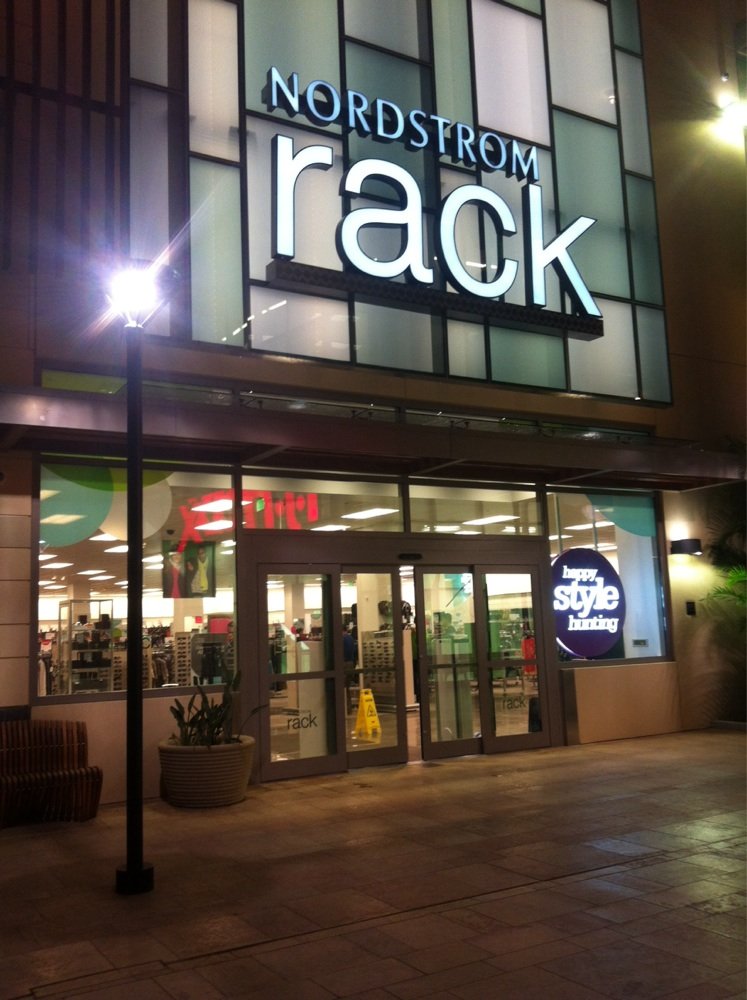 NORDSTROM
rack
happy
style
hunting
rack
rack